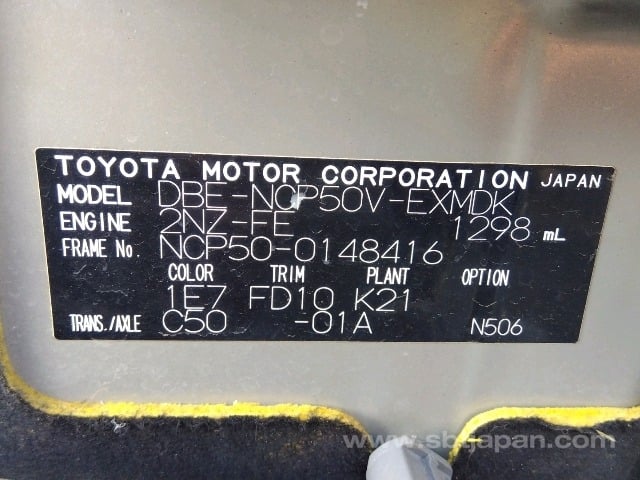 TOYOTA MOTOR CORPORATION JAPAN
MODEL DBE-NCP50V-EXMDK
ENGINE 2NZ-FE 1298 mL
FRAME No. NCP50-0148416
COLOR TRIM PLANT OPTION
1E7 FD10 K21
TRANS./AXLE C50 -01A N506
www.sbtjapan.com